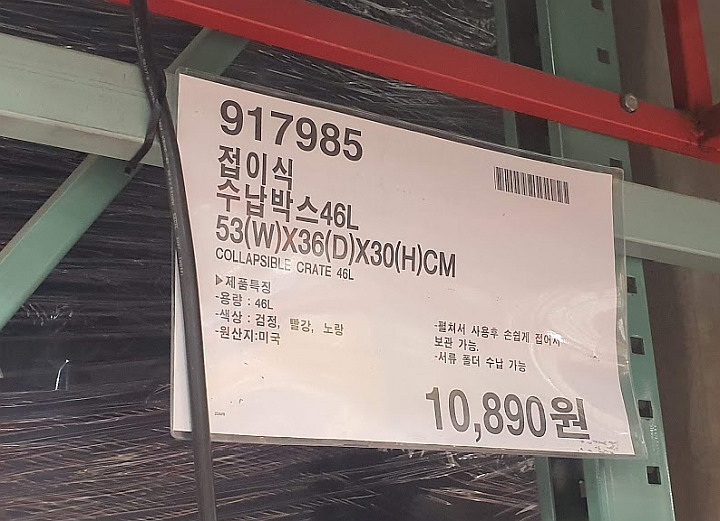 917985
접이식
수납박스46L
53(W)X36(D)X30(H)CM
COLLAPSIBLE CRATE 46L
▶제품특징
-용량 : 46L
-색상 : 검정, 빨강, 노랑
-원산지:미국
-펼쳐서 사용후 손쉽게 접어서
보관 가능.
-서류 폴더 수납 가능
10,890원